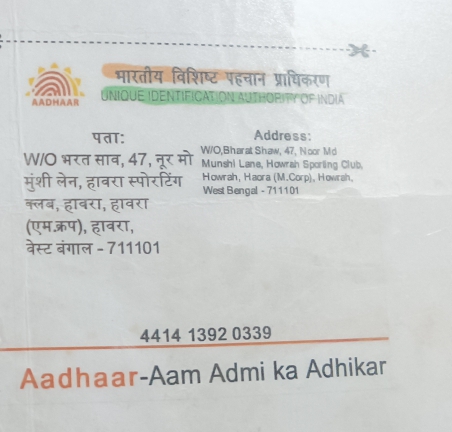 भारतीय विशिष्ट पहचान प्राधिकरण
AADHAAR
UNIQUE IDENTIFICATION AUTHORITY OF INDIA
पता:
W/O भरत साव, 47, नूर मो
मुंशी लेन, हावरा स्पोरटिंग
क्लब, हावरा, हावरा
(एम.क्रप), हावरा,
वेस्ट बंगाल - 711101
Address:
W/O,Bharat Shaw, 47, Noor Md
Munshi Lane, Howrah Sporting Club,
Howrah, Haora (M.Corp), Howrah,
West Bengal - 711101
4414 1392 0339
Aadhaar-Aam Admi ka Adhikar